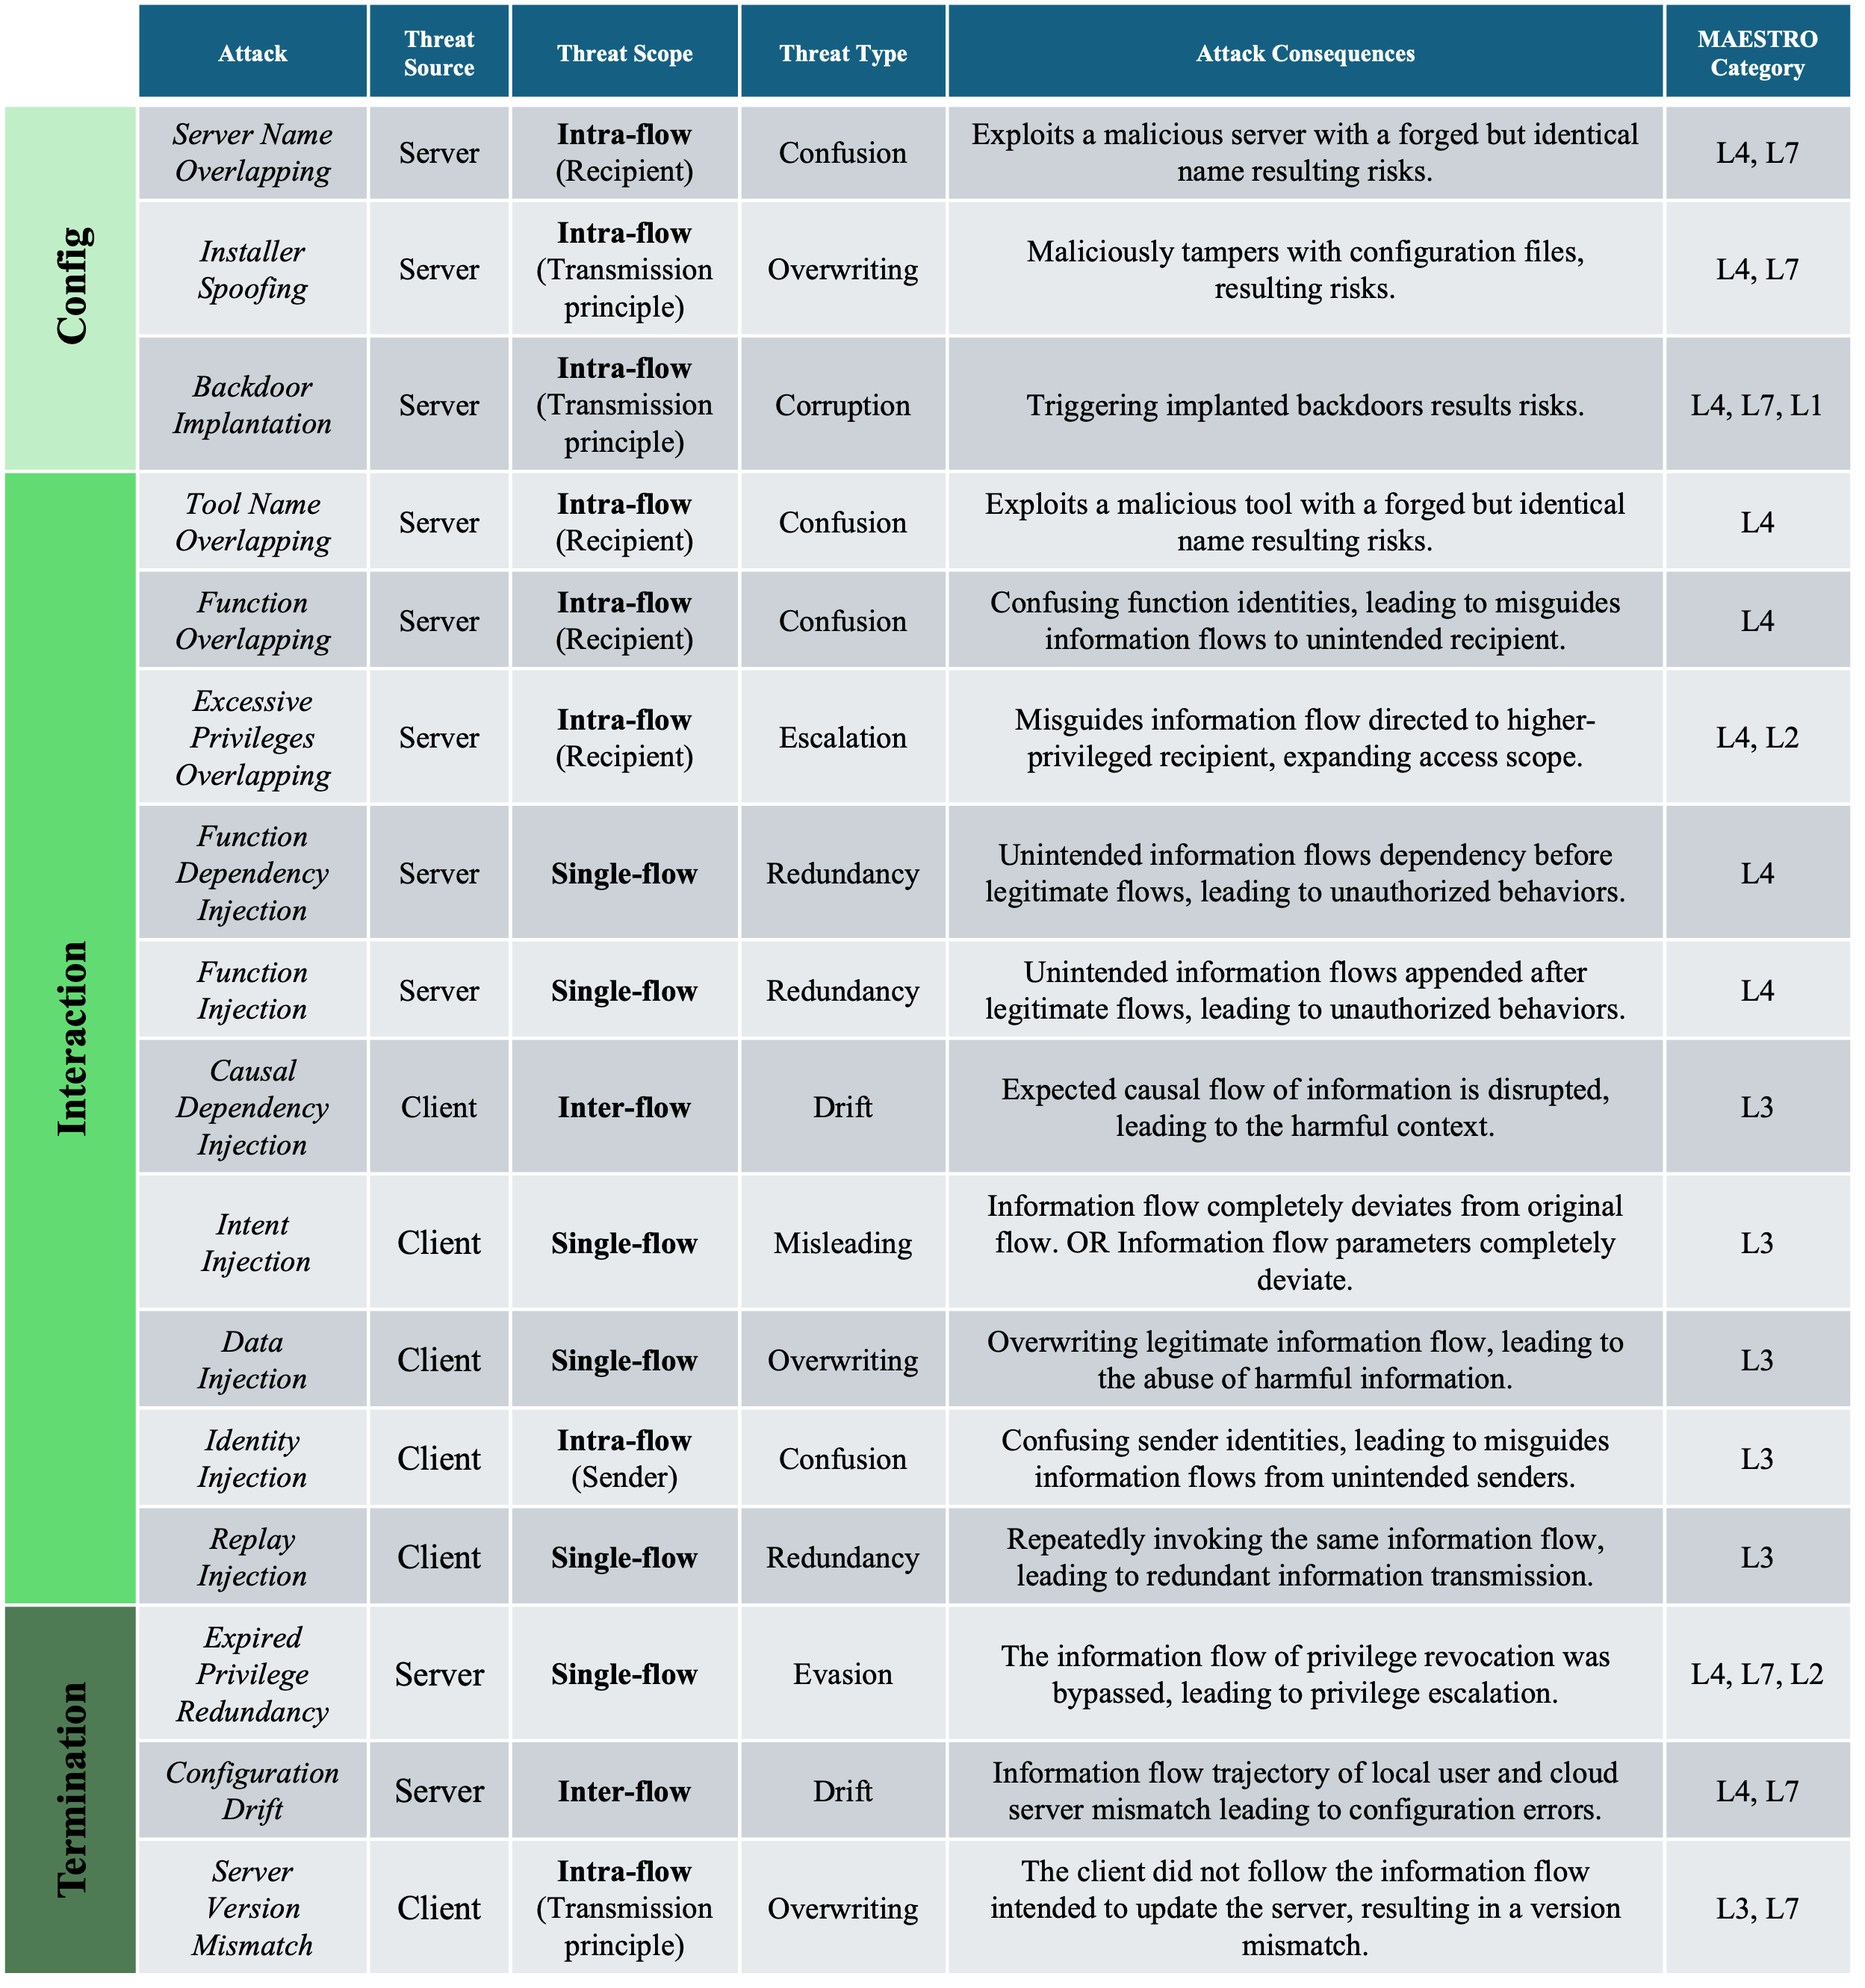 Attack
Threat
Source
Threat Scope
Threat Type
Attack Consequences
MAESTRO
Category
Config
Server Name
Overlapping
Server
Intra-flow
(Recipient)
Confusion
Exploits a malicious server with a forged but identical
name resulting risks.
L4, L7
Installer
Spoofing
Server
Intra-flow
(Transmission
principle)
Overwriting
Maliciously tampers with configuration files,
resulting risks.
L4, L7
Backdoor
Implantation
Server
Intra-flow
(Transmission
principle)
Corruption
Triggering implanted backdoors results risks.
L4, L7, L1
Interaction
Tool Name
Overlapping
Server
Intra-flow
(Recipient)
Confusion
Exploits a malicious tool with a forged but identical
name resulting risks.
L4
Function
Overlapping
Server
Intra-flow
(Recipient)
Confusion
Confusing function identities, leading to misguides
information flows to unintended recipient.
L4
Excessive
Privileges
Overlapping
Server
Intra-flow
(Recipient)
Escalation
Misguides information flow directed to higher-
privileged recipient, expanding access scope.
L4, L2
Function
Dependency
Injection
Server
Single-flow
Redundancy
Unintended information flows dependency before
legitimate flows, leading to unauthorized behaviors.
L4
Function
Injection
Server
Single-flow
Redundancy
Unintended information flows appended after
legitimate flows, leading to unauthorized behaviors.
L4
Causal
Dependency
Injection
Client
Inter-flow
Drift
Expected causal flow of information is disrupted,
leading to the harmful context.
L3
Intent
Injection
Client
Single-flow
Misleading
Information flow completely deviates from original
flow. OR Information flow parameters completely
deviate.
L3
Data
Injection
Client
Single-flow
Overwriting
Overwriting legitimate information flow, leading to
the abuse of harmful information.
L3
Identity
Injection
Client
Intra-flow
(Sender)
Confusion
Confusing sender identities, leading to misguides
information flows from unintended senders.
L3
Replay
Injection
Client
Single-flow
Redundancy
Repeatedly invoking the same information flow,
leading to redundant information transmission.
L3
Termination
Expired
Privilege
Redundancy
Server
Single-flow
Evasion
The information flow of privilege revocation was
bypassed, leading to privilege escalation.
L4, L7, L2
Configuration
Drift
Server
Inter-flow
Drift
Information flow trajectory of local user and cloud
server mismatch leading to configuration errors.
L4, L7
Server
Version
Mismatch
Client
Intra-flow
(Transmission
principle)
Overwriting
The client did not follow the information flow
intended to update the server, resulting in a version
mismatch.
L3, L7